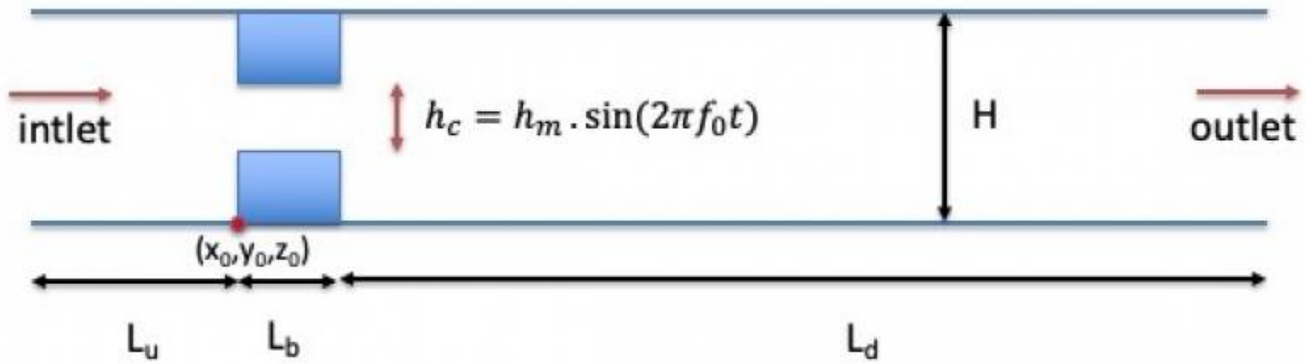 intlet
h_c = h_m . sin(2πf_0t)
H
outlet
(x_0,y_0,z_0)
L_u
L_b
L_d